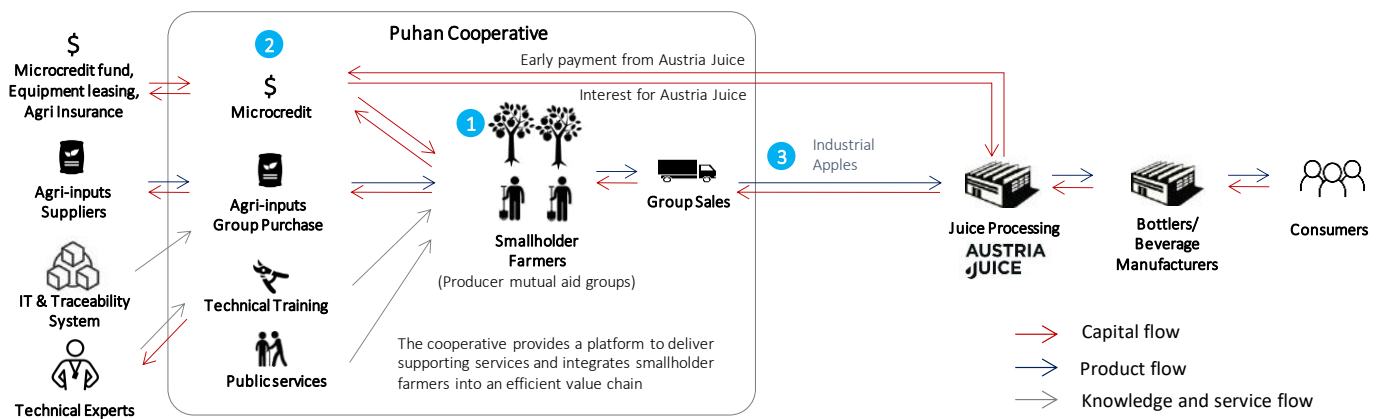 Puhan Cooperative
$
Microcredit fund,
Equipment leasing,
Agri Insurance
2
$
Microcredit
Early payment from Austria Juice
Interest for Austria Juice
1
3
Industrial
Apples
Agri-inputs
Suppliers
Agri-inputs
Group Purchase
Smallholder
Farmers
(Producer mutual aid groups)
Group Sales
Juice Processing
AUSTRIA
JUICE
Bottlers/
Beverage
Manufacturers
Consumers
IT & Traceability
System
Technical Training
Technical Experts
Public services
The cooperative provides a platform to deliver
supporting services and integrates smallholder
farmers into an efficient value chain
Capital flow
Product flow
Knowledge and service flow